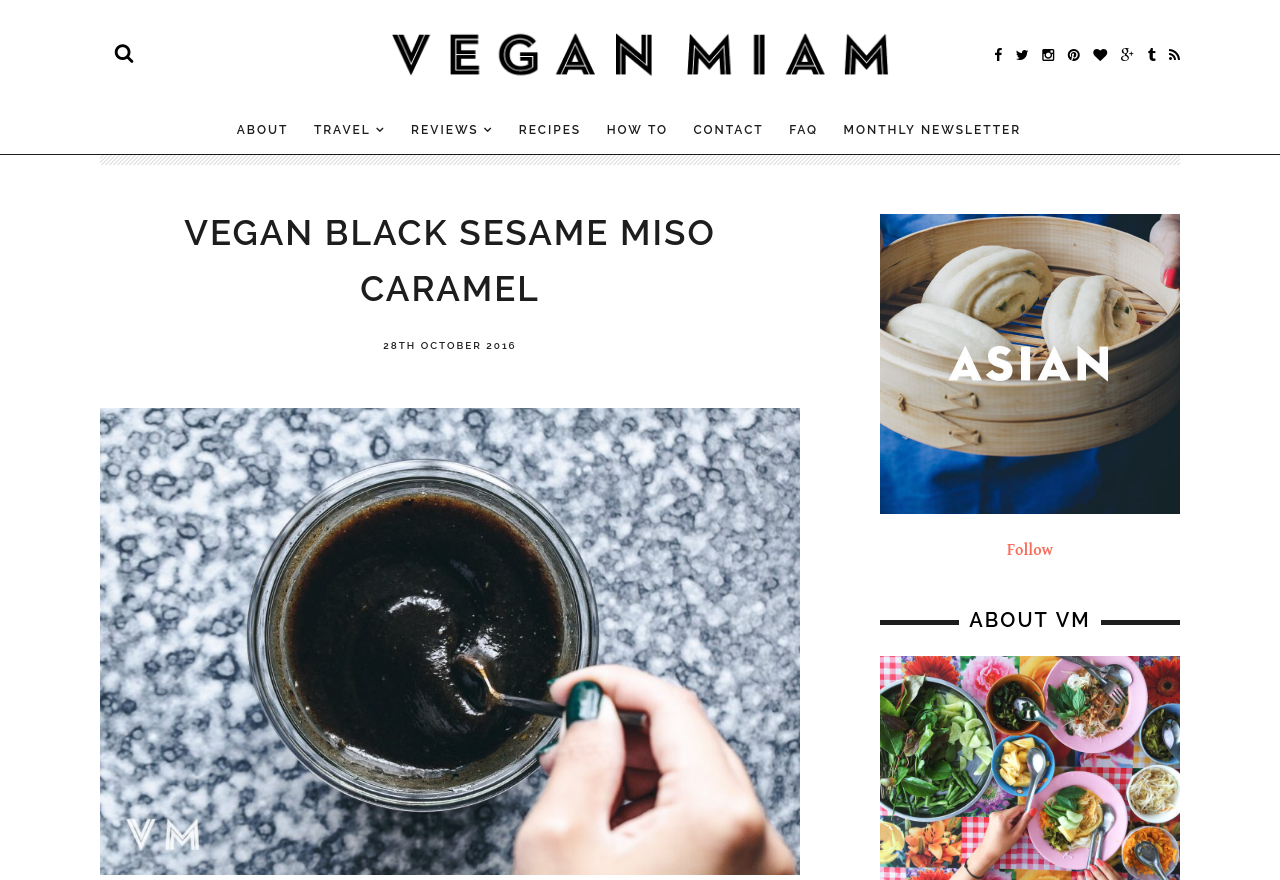 VEGAN MIAM
ABOUT TRAVEL REVIEWS RECIPES HOW TO CONTACT FAQ MONTHLY NEWSLETTER
VEGAN BLACK SESAME MISO
CARAMEL
28TH OCTOBER 2016
VM
ASIAN
Follow
ABOUT VM